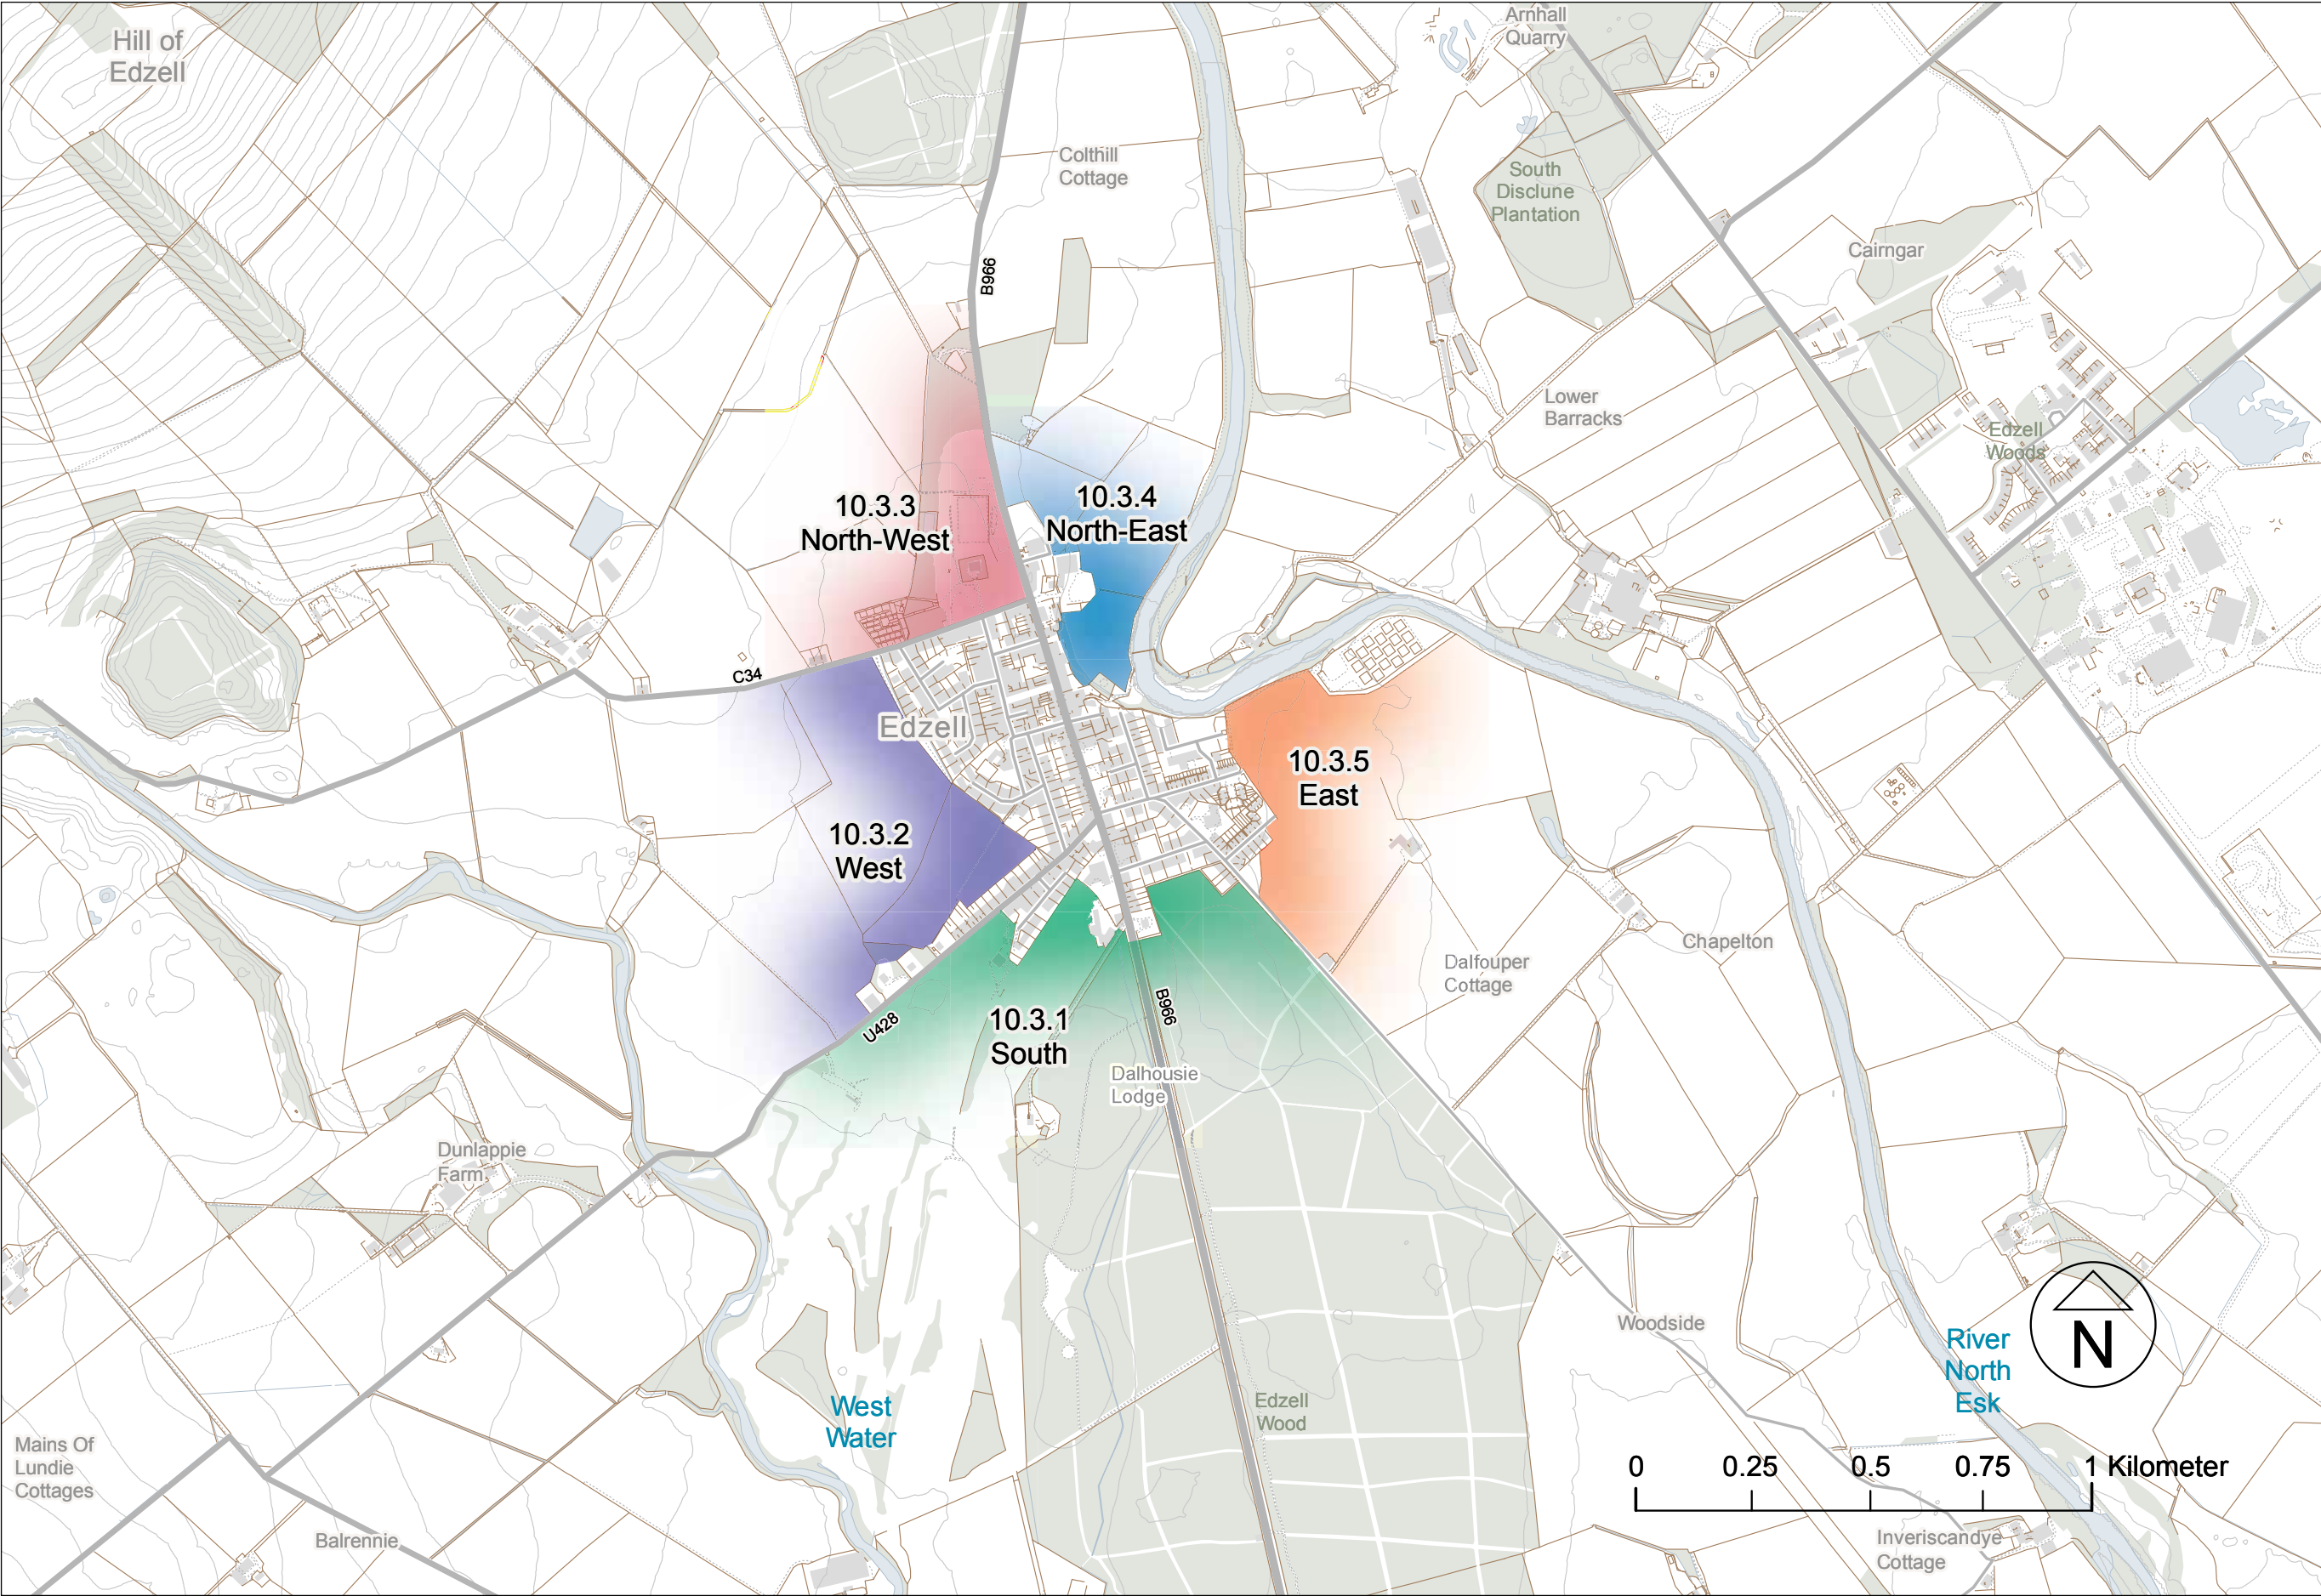 Hill of
Edzell
Arnhall
Quarry
Colthill
Cottage
South
Disclune
Plantation
Cairngar
B966
Lower
Barracks
Edzell
Woods
10.3.3
North-West
10.3.4
North-East
C34
Edzell
10.3.5
East
10.3.2
West
Chapelton
Dalfouper
Cottage
B966
U428
10.3.1
South
Dalhousie
Lodge
Dunlappie
Farm
Woodside
River
North
Esk
N
West
Water
Edzell
Wood
Mains Of
Lundie
Cottages
0 0.25 0.5 0.75 1 Kilometer
Balrennie
Inveriscandye
Cottage